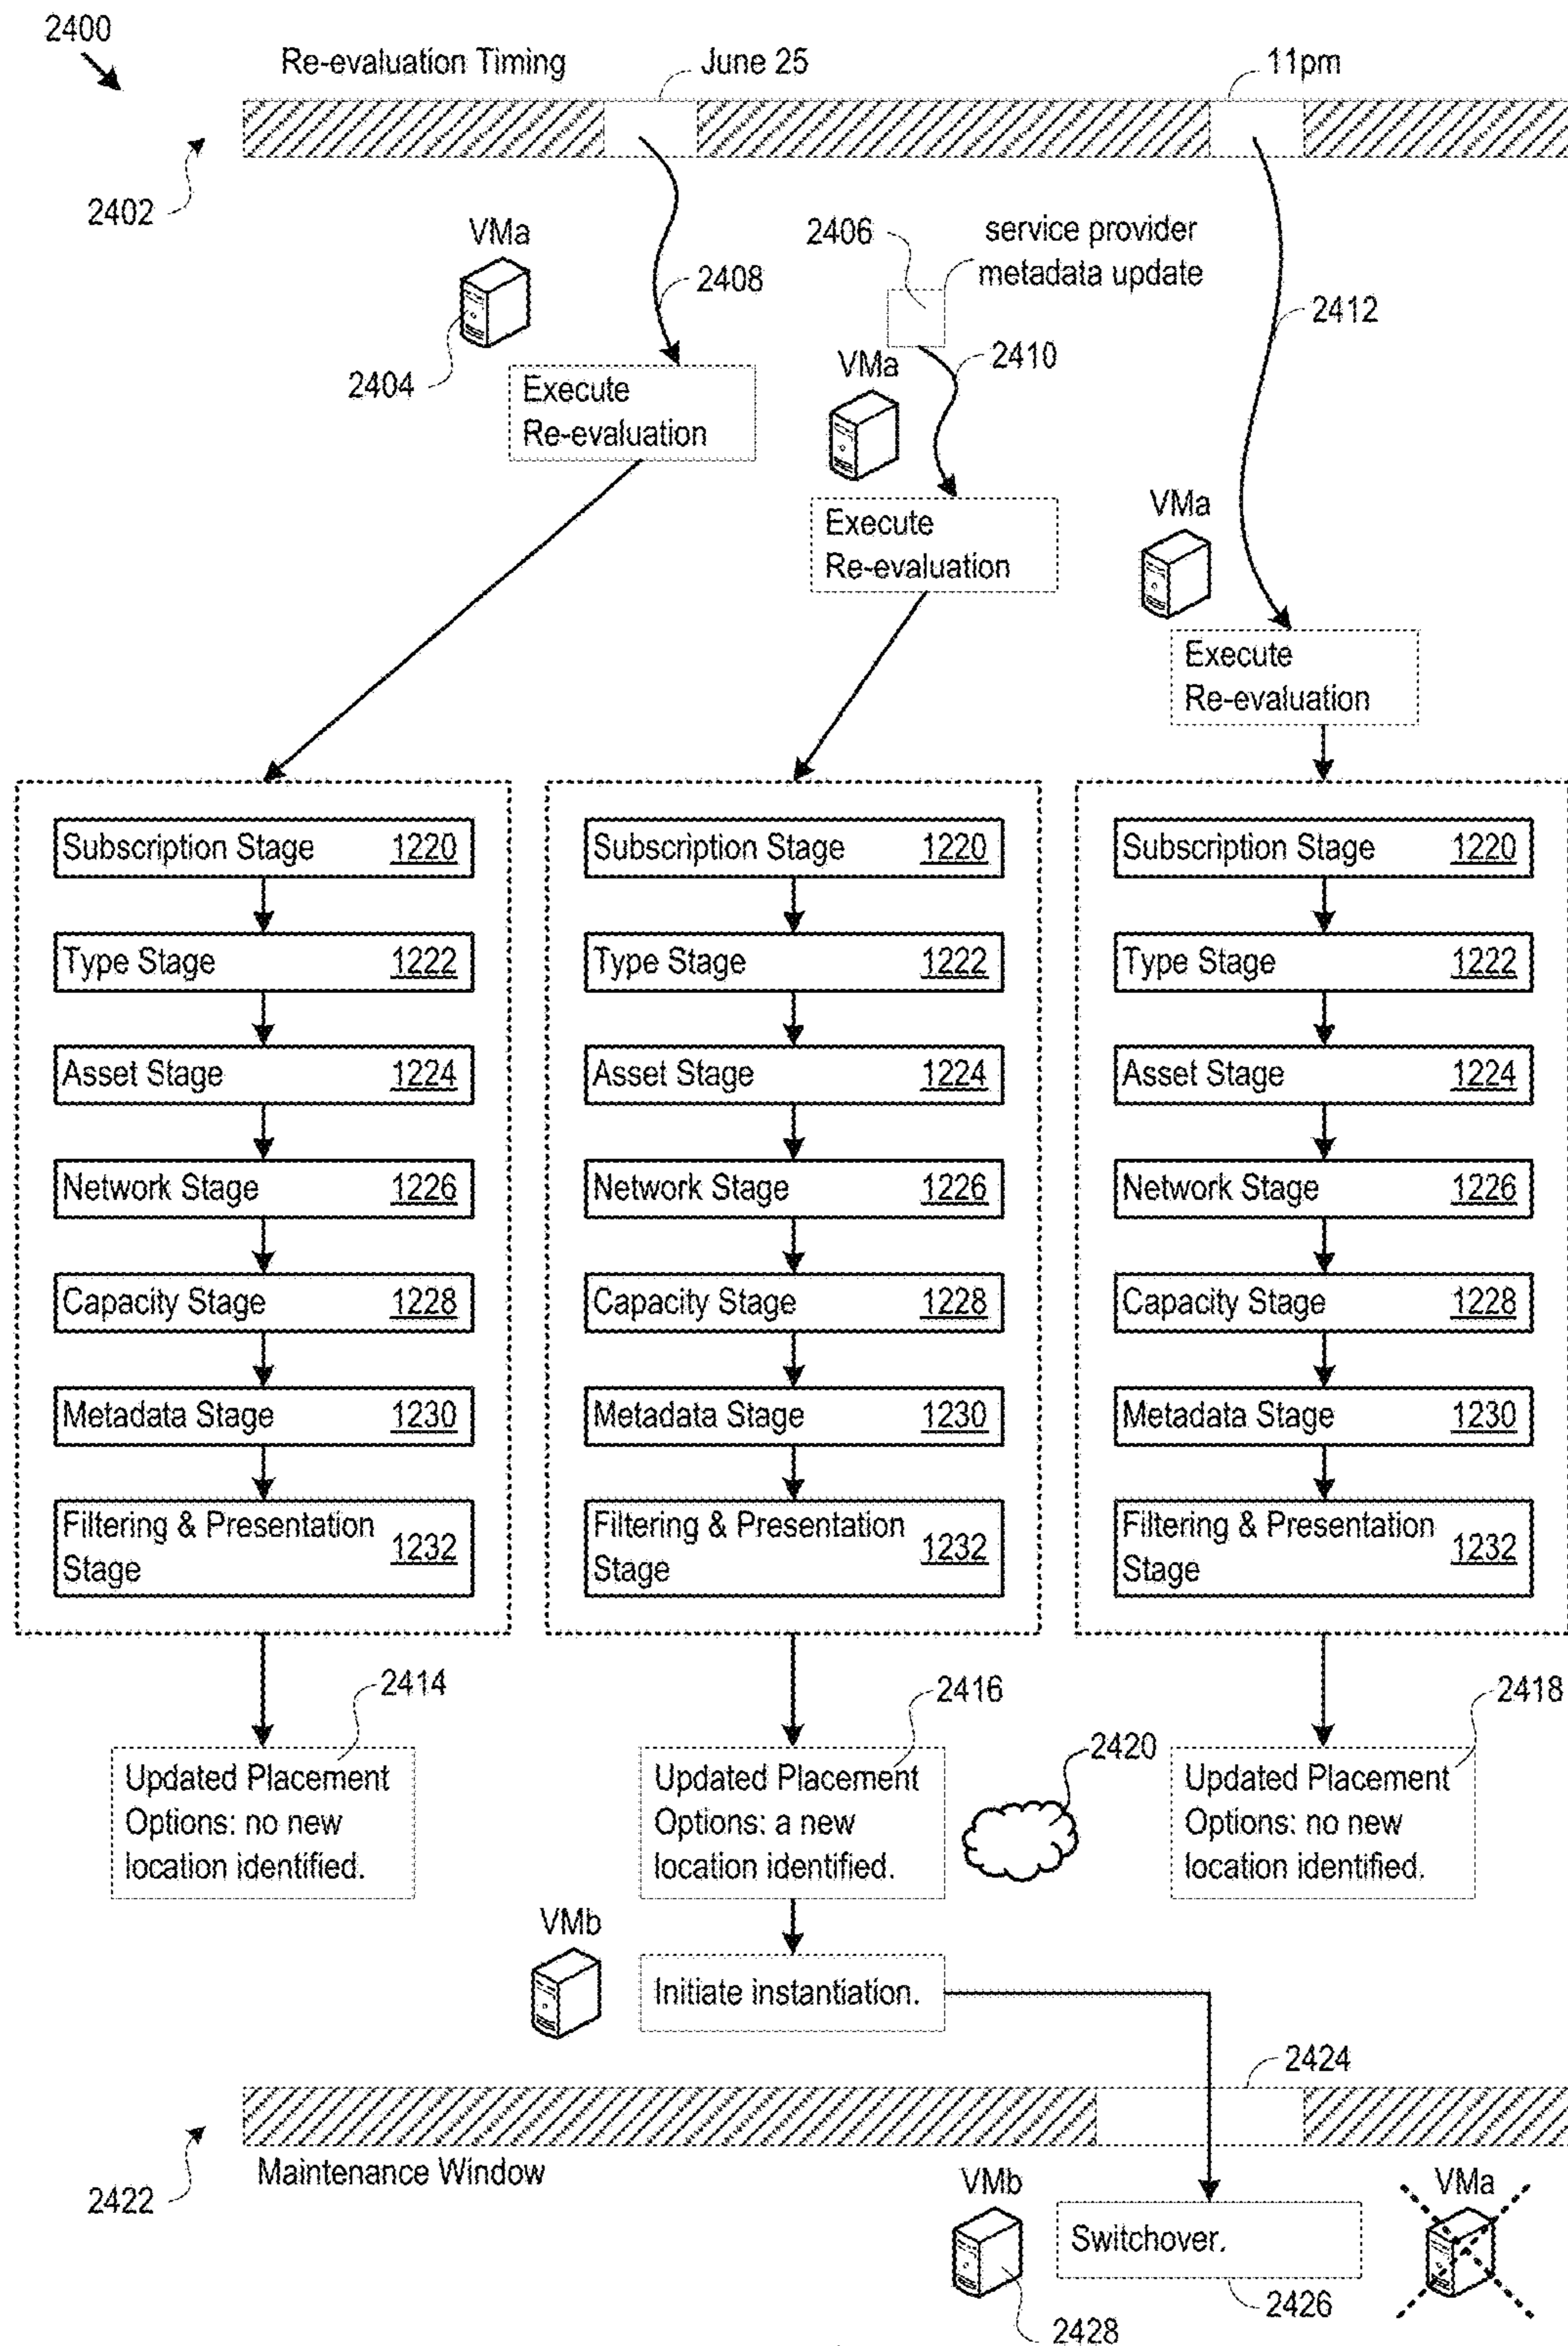 2400
Re-evaluation Timing
June 25
11pm
2402
VMa
2404
2408
2406
service provider
metadata update
2410
2412
Execute
Re-evaluation
VMa
Execute
Re-evaluation
VMa
Execute
Re-evaluation
Subscription Stage 1220
Type Stage 1222
Asset Stage 1224
Network Stage 1226
Capacity Stage 1228
Metadata Stage 1230
Filtering & Presentation
Stage 1232
Subscription Stage 1220
Type Stage 1222
Asset Stage 1224
Network Stage 1226
Capacity Stage 1228
Metadata Stage 1230
Filtering & Presentation
Stage 1232
Subscription Stage 1220
Type Stage 1222
Asset Stage 1224
Network Stage 1226
Capacity Stage 1228
Metadata Stage 1230
Filtering & Presentation
Stage 1232
2414
Updated Placement
Options: no new
location identified.
2416
Updated Placement
Options: a new
location identified.
2420
2418
Updated Placement
Options: no new
location identified.
VMb
Initiate instantiation.
2424
2422
Maintenance Window
VMb
2428
Switchover.
2426
VMa